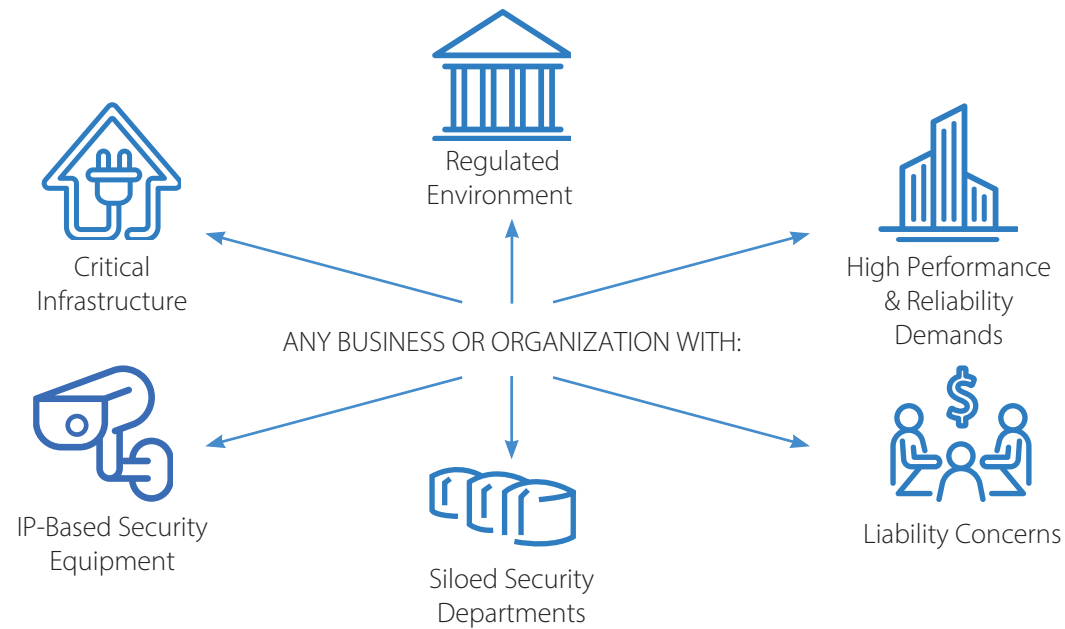 Regulated
Environment
Critical
Infrastructure
High Performance
& Reliability
Demands
ANY BUSINESS OR ORGANIZATION WITH:
IP-Based Security
Equipment
Siloed Security
Departments
$
Liability Concerns